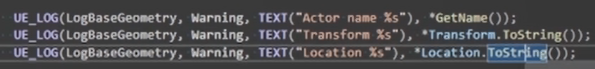 UE_LOG(LogBaseGeometry, Warning, TEXT("Actor name %s"), *GetName());
UE_LOG(LogBaseGeometry, Warning, TEXT("Transform %s"), *Transform.ToString());
UE_LOG(LogBaseGeometry, Warning, TEXT("Location %s"), *Location.ToString());